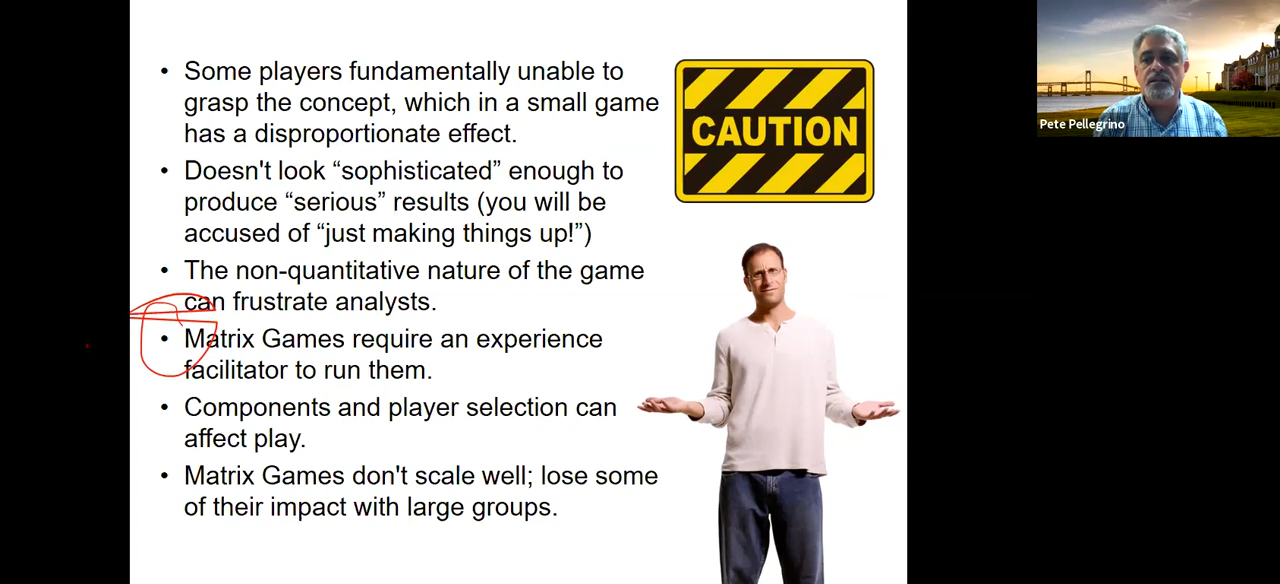 • Some players fundamentally unable to
grasp the concept, which in a small game
has a disproportionate effect.
• Doesn't look “sophisticated” enough to
produce “serious” results (you will be
accused of “just making things up!”)
• The non-quantitative nature of the game
can frustrate analysts.
• Matrix Games require an experience
facilitator to run them.
• Components and player selection can
affect play.
• Matrix Games don't scale well; lose some
of their impact with large groups.
CAUTION
Pete Pellegrino